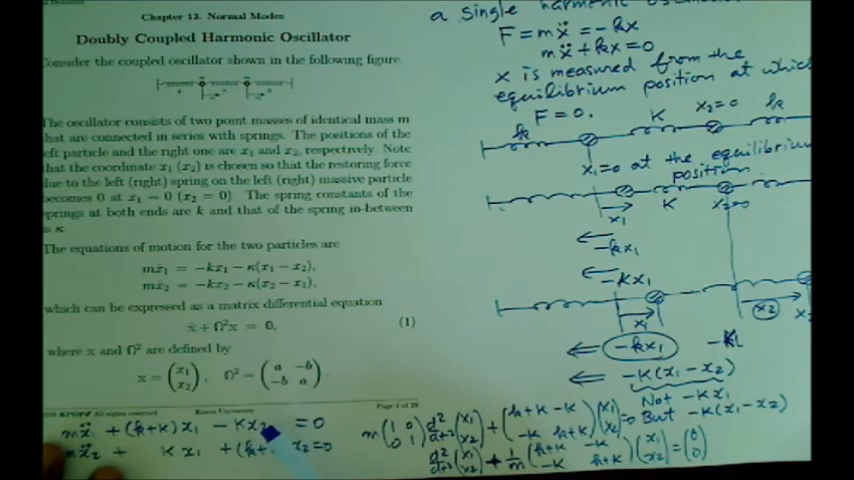 Chapter 13. Normal Modes
Doubly Coupled Harmonic Oscillator
Consider the coupled oscillator shown in the following figure.
The oscillator consists of two point masses of identical mass m
that are connected in series with springs. The positions of the
left particle and the right one are x₁ and x₂, respectively. Note
that the coordinate x₁ (x₂) is chosen so that the restoring force
due to the left (right) spring on the left (right) massive particle
becomes 0 at x₁ = 0 (x₂ = 0) The spring constants of the
springs at both ends are k and that of the spring in-between
is κ.
The equations of motion for the two particles are
mẍ₁ = −kx₁ − κ(x₁ − x₂),
mẍ₂ = −kx₂ − κ(x₂ − x₁),
which can be expressed as a matrix differential equation
ẍ + Ω²x = 0, (1)
where x and Ω² are defined by
x = (x₁ x₂), Ω² = (a −b −b a)
all rights reserved Korea University Page 1 of 29
mẍ₁ + (k+K)x₁ − Kx₂ = 0
mẍ₂ + Kx₁ + (k+ x₂=0
a single harmonic
F = mẍ = −kx
mẍ + kx = 0
x is measured from the
equilibrium position at which
F = 0.
k K x₂=0 k
x₁=0 at the equilibrium
position
x₁ K x₂=0
−kx₁
−Kx₁
x₁ x₂
−kx₁
−K(x₁−x₂)
Not −Kx₁
But −K(x₁−x₂)
m(1 0 0 1) d²/dt² (x₁ x₂) + (k+K −K −K k+K)(x₁ x₂)=0
d²/dt² (x₁ x₂) + 1/m (k+K −K −K k+K)(x₁ x₂) = (0 0)